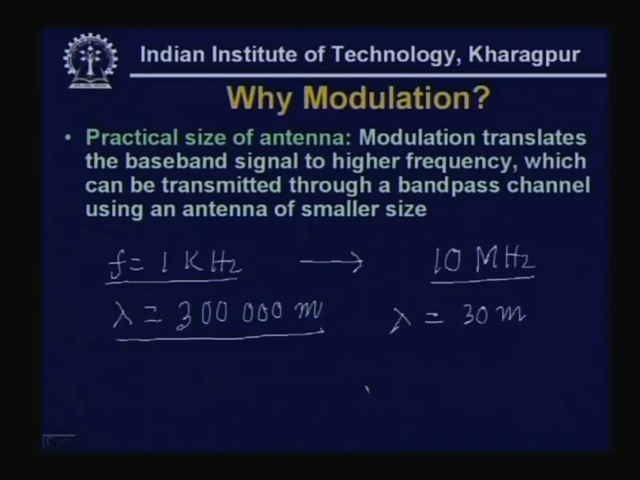 Indian Institute of Technology, Kharagpur
Why Modulation?
• Practical size of antenna: Modulation translates
the baseband signal to higher frequency, which
can be transmitted through a bandpass channel
using an antenna of smaller size
f = 1 KHz → 10 MHz
λ = 300 000 m λ = 30 m